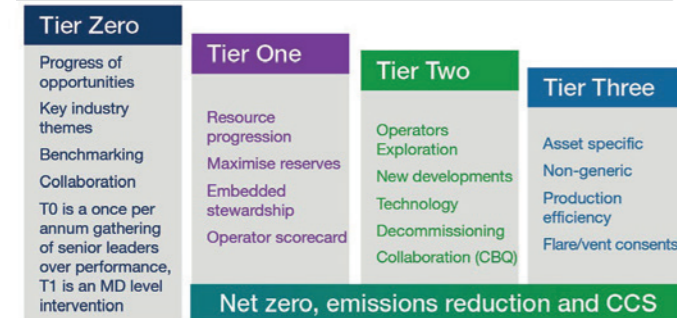 Tier Zero
Progress of
opportunities
Key industry
themes
Benchmarking
Collaboration
T0 is a once per
annum gathering
of senior leaders
over performance,
T1 is an MD level
intervention
Tier One
Resource
progression
Maximise reserves
Embedded
stewardship
Operator scorecard
Tier Two
Operators
Exploration
New developments
Technology
Decommissioning
Collaboration (CBQ)
Tier Three
Asset specific
Non-generic
Production
efficiency
Flare/vent consents
Net zero, emissions reduction and CCS